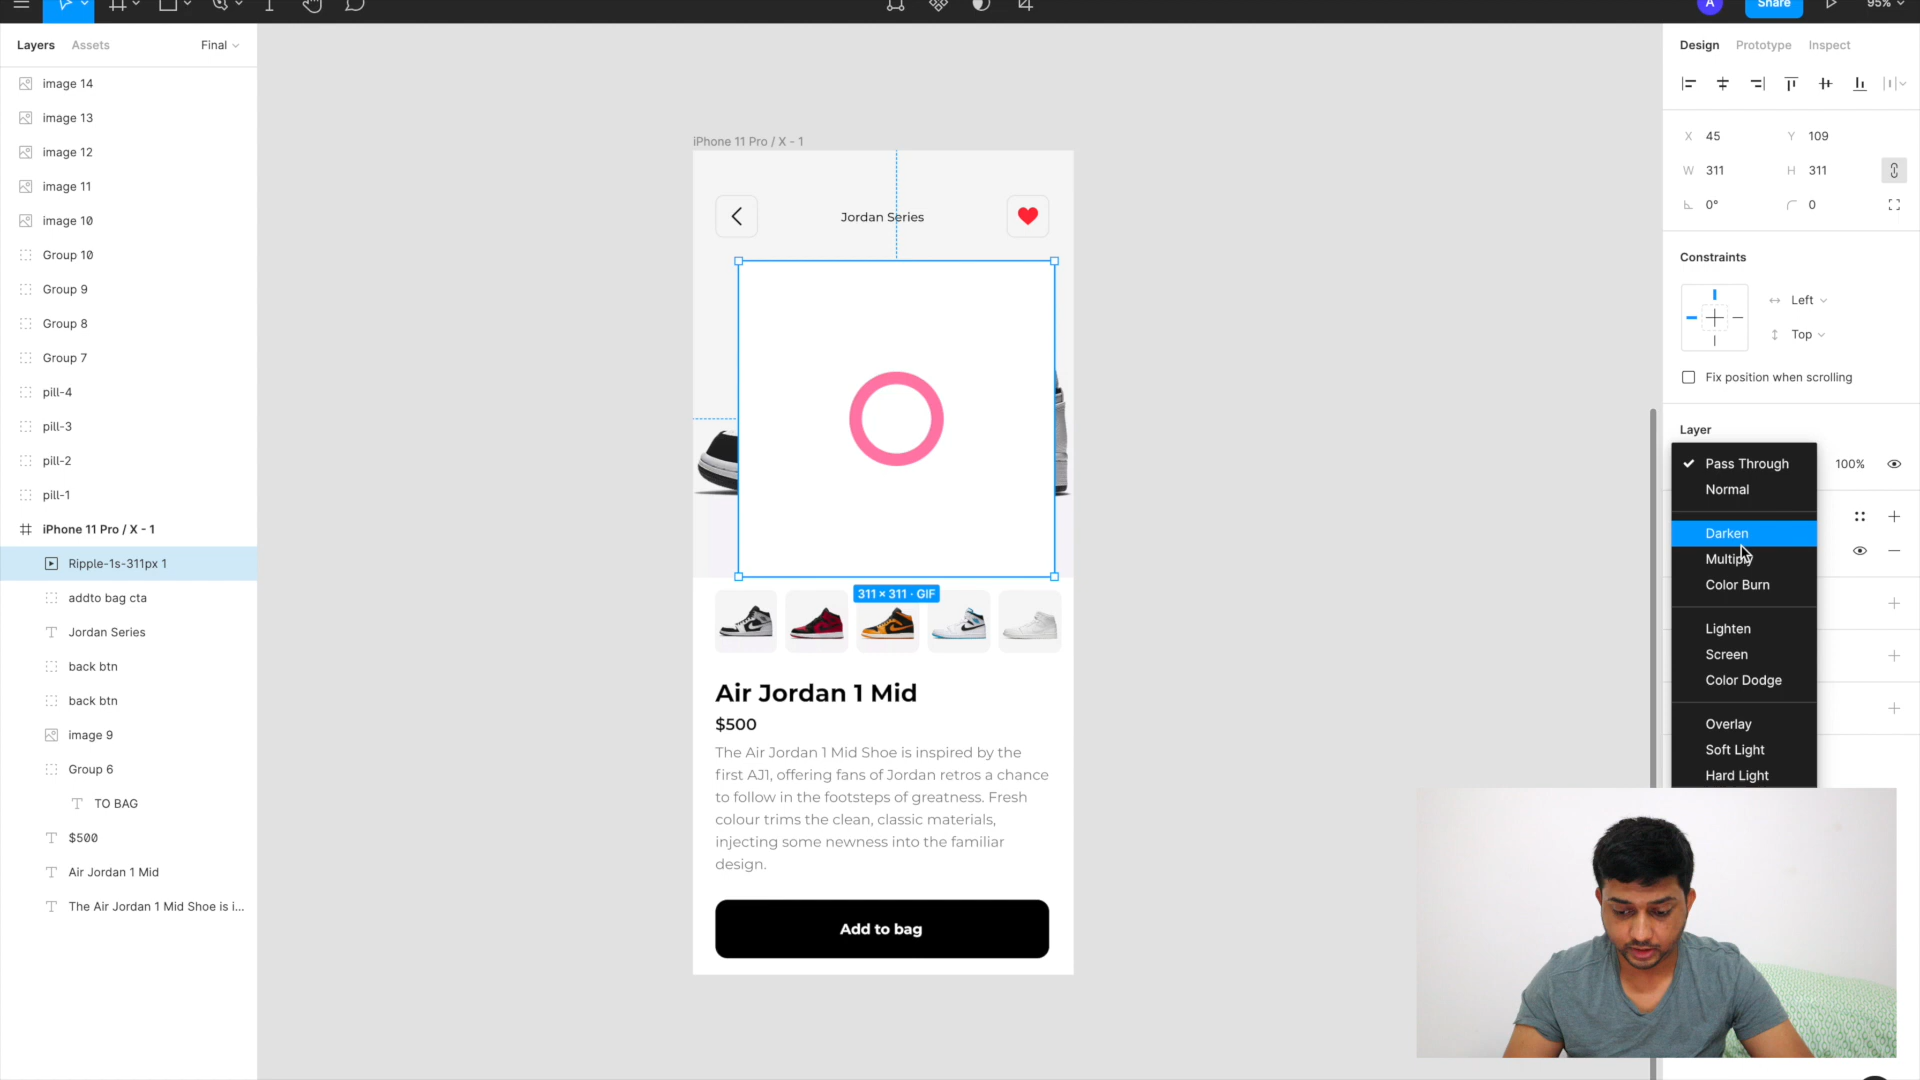 A
Share
95%
Layers
Assets
Final
Design
Prototype
Inspect
image 14
image 13
image 12
image 11
image 10
Group 10
Group 9
Group 8
Group 7
pill-4
pill-3
pill-2
pill-1
iPhone 11 Pro / X - 1
Ripple-1s-311px 1
addto bag cta
Jordan Series
back btn
back btn
image 9
Group 6
TO BAG
$500
Air Jordan 1 Mid
The Air Jordan 1 Mid Shoe is i...
iPhone 11 Pro / X - 1
Jordan Series
311 × 311 · GIF
Air Jordan 1 Mid
$500
The Air Jordan 1 Mid Shoe is inspired by the
first AJ1, offering fans of Jordan retros a chance
to follow in the footsteps of greatness. Fresh
colour trims the clean, classic materials,
injecting some newness into the familiar
design.
Add to bag
X 45 Y 109
W 311 H 311
0° 0
Constraints
Left
Top
Fix position when scrolling
Layer
Pass Through
100%
Normal
Darken
Multiply
Color Burn
Lighten
Screen
Color Dodge
Overlay
Soft Light
Hard Light